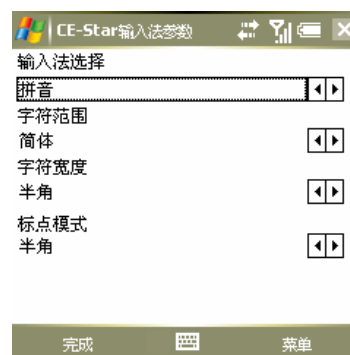 CE-Star输入法参数
输入法选择
拼音
字符范围
简体
字符宽度
半角
标点模式
半角
完成 菜单